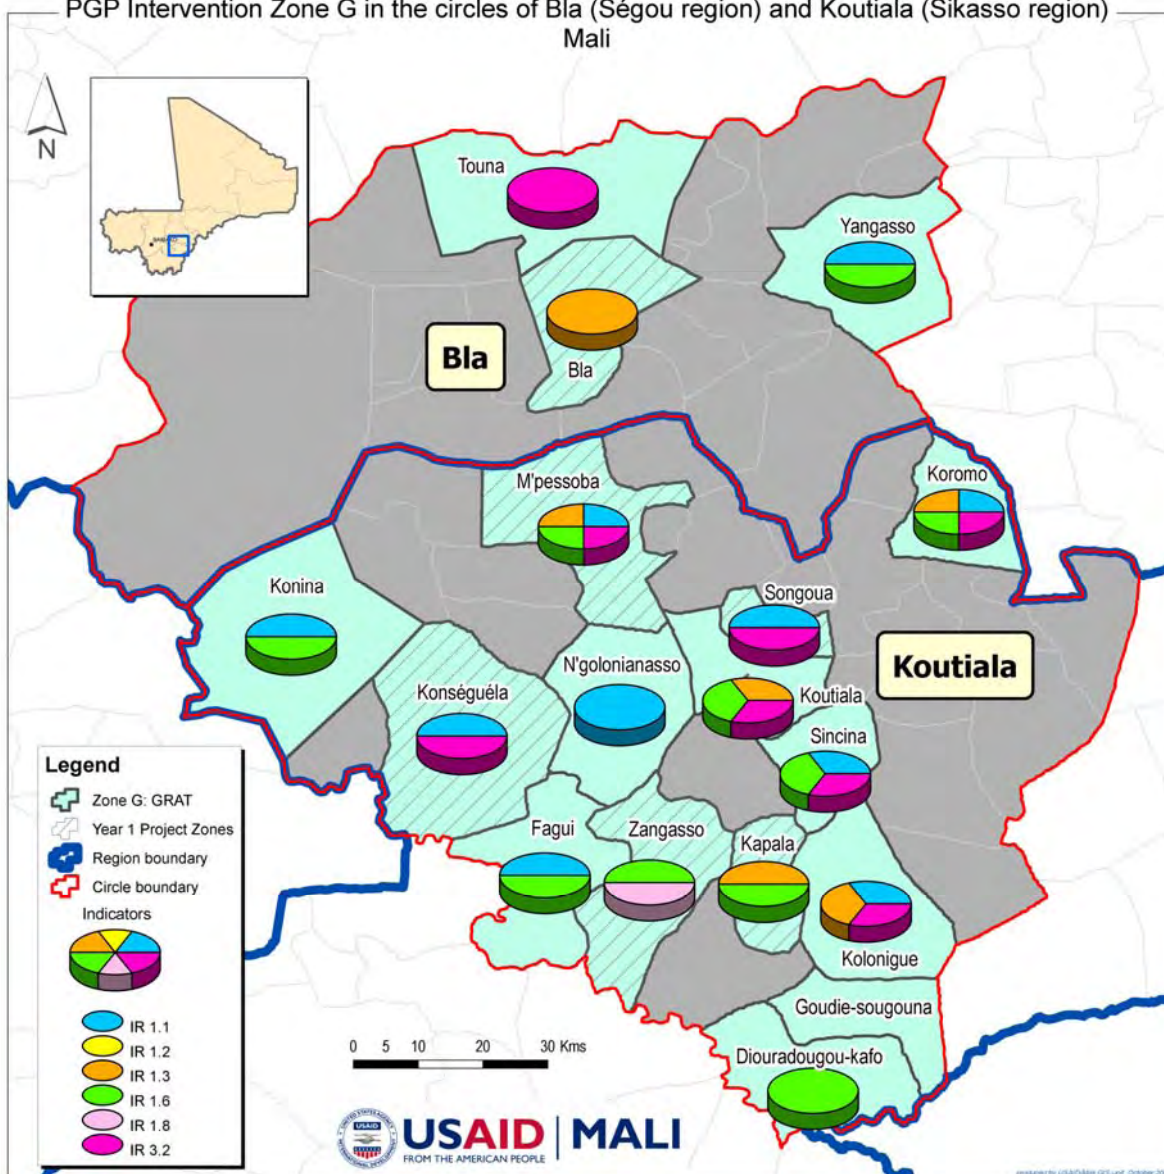 PGP Intervention Zone G in the circles of Bla (Ségou region) and Koutiala (Sikasso region)
Mali
N
Touna
Yangasso
Bla
Bla
M'pessoba
Koromo
Konina
Songoua
Koutiala
N'golonianasso
Konséguéla
Koutiala
Sincina
Legend
Zone G: GRAT
Year 1 Project Zones
Region boundary
Circle boundary
Indicators
IR 1.1
IR 1.2
IR 1.3
IR 1.6
IR 1.8
IR 3.2
Fagui
Zangasso
Kapala
Kolonigue
Goudie-sougouna
Diouradougou-kafo
0 5 10 20 30 Kms
USAID
USAID | MALI
FROM THE AMERICAN PEOPLE